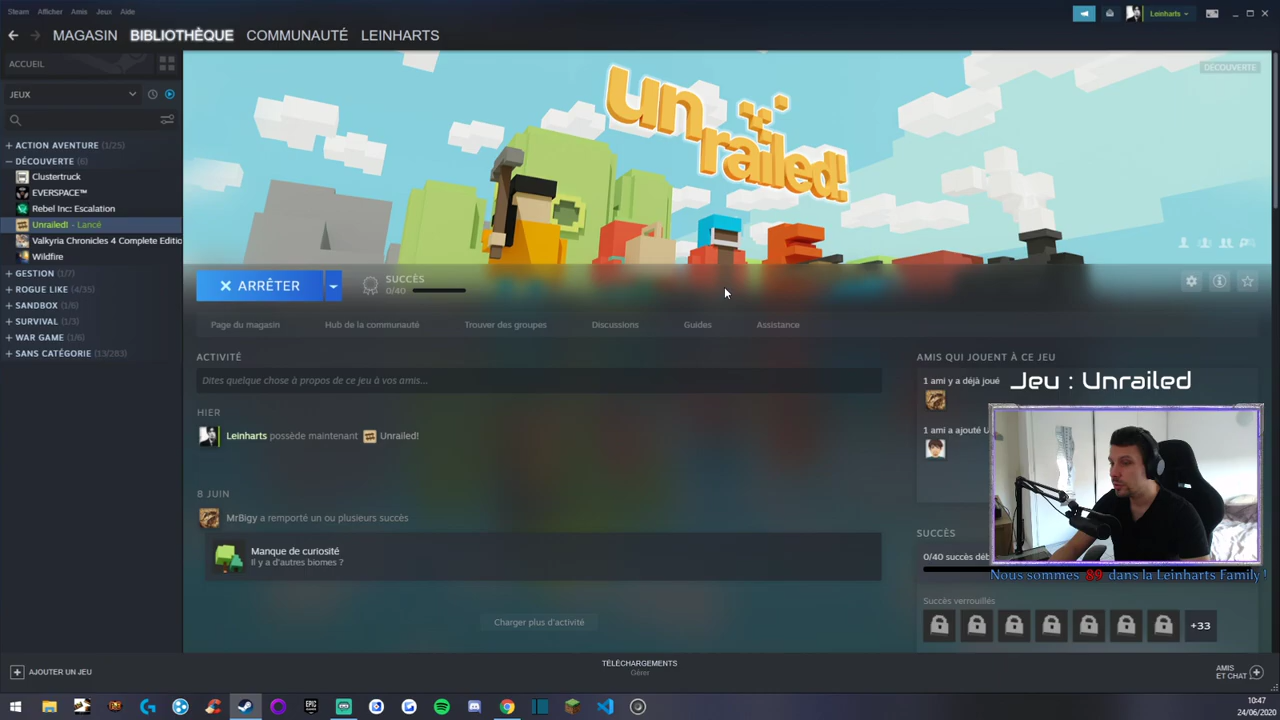 Steam Afficher Amis Jeux Aide
Leinharts
MAGASIN BIBLIOTHÈQUE COMMUNAUTÉ LEINHARTS
ACCUEIL
DÉCOUVERTE
JEUX
+ ACTION AVENTURE (1/25)
– DÉCOUVERTE (6)
Clustertruck
EVERSPACE™
Rebel Inc: Escalation
Unrailed! - Lancé
Valkyria Chronicles 4 Complete Editio
Wildfire
+ GESTION (1/7)
+ ROGUE LIKE (4/35)
+ SANDBOX (1/6)
+ SURVIVAL (1/3)
+ WAR GAME (1/6)
+ SANS CATÉGORIE (13/283)
unrailed!
ARRÊTER
SUCCÈS
0/40
Page du magasin Hub de la communauté Trouver des groupes Discussions Guides Assistance
ACTIVITÉ
Dites quelque chose à propos de ce jeu à vos amis...
HIER
Leinharts possède maintenant Unrailed!
8 JUIN
MrBigy a remporté un ou plusieurs succès
Manque de curiosité
Il y a d'autres biomes ?
Charger plus d'activité
AMIS QUI JOUENT À CE JEU
1 ami y a déjà joué
Jeu : Unrailed
1 ami a ajouté U
SUCCÈS
0/40 succès déb
Nous sommes 89 dans la Leinharts Family !
Succès verrouillés
+33
AJOUTER UN JEU
TÉLÉCHARGEMENTS
Gérer
AMIS
ET CHAT
EPIC
10:47
24/06/2020